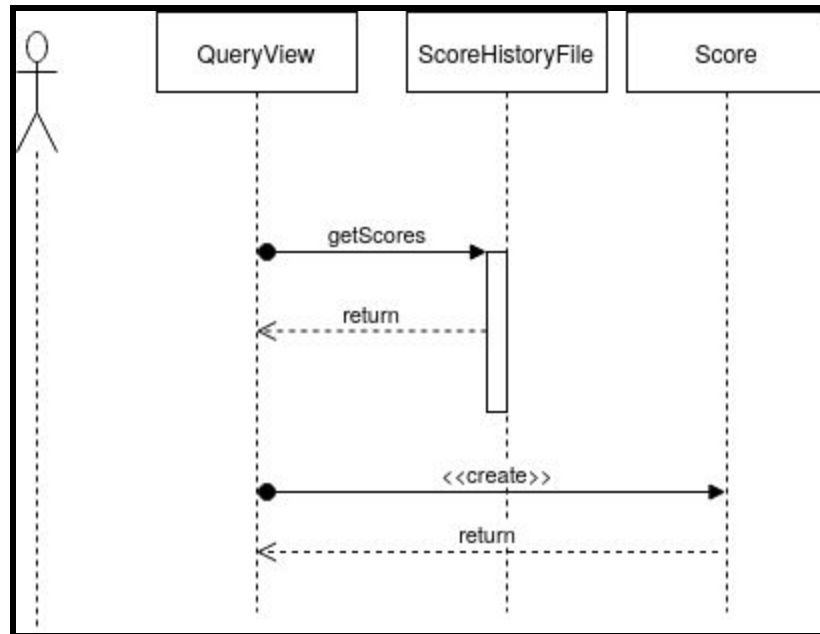 QueryView
ScoreHistoryFile
Score
getScores
return
<<create>>
return